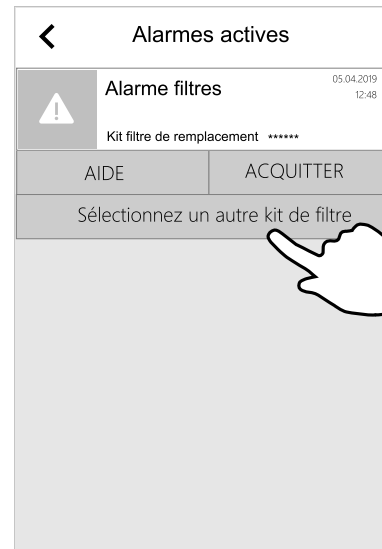 Alarmes actives
Alarme filtres
05.04.2019
12:48
Kit filtre de remplacement ******
AIDE
ACQUITTER
Sélectionnez un autre kit de filtre